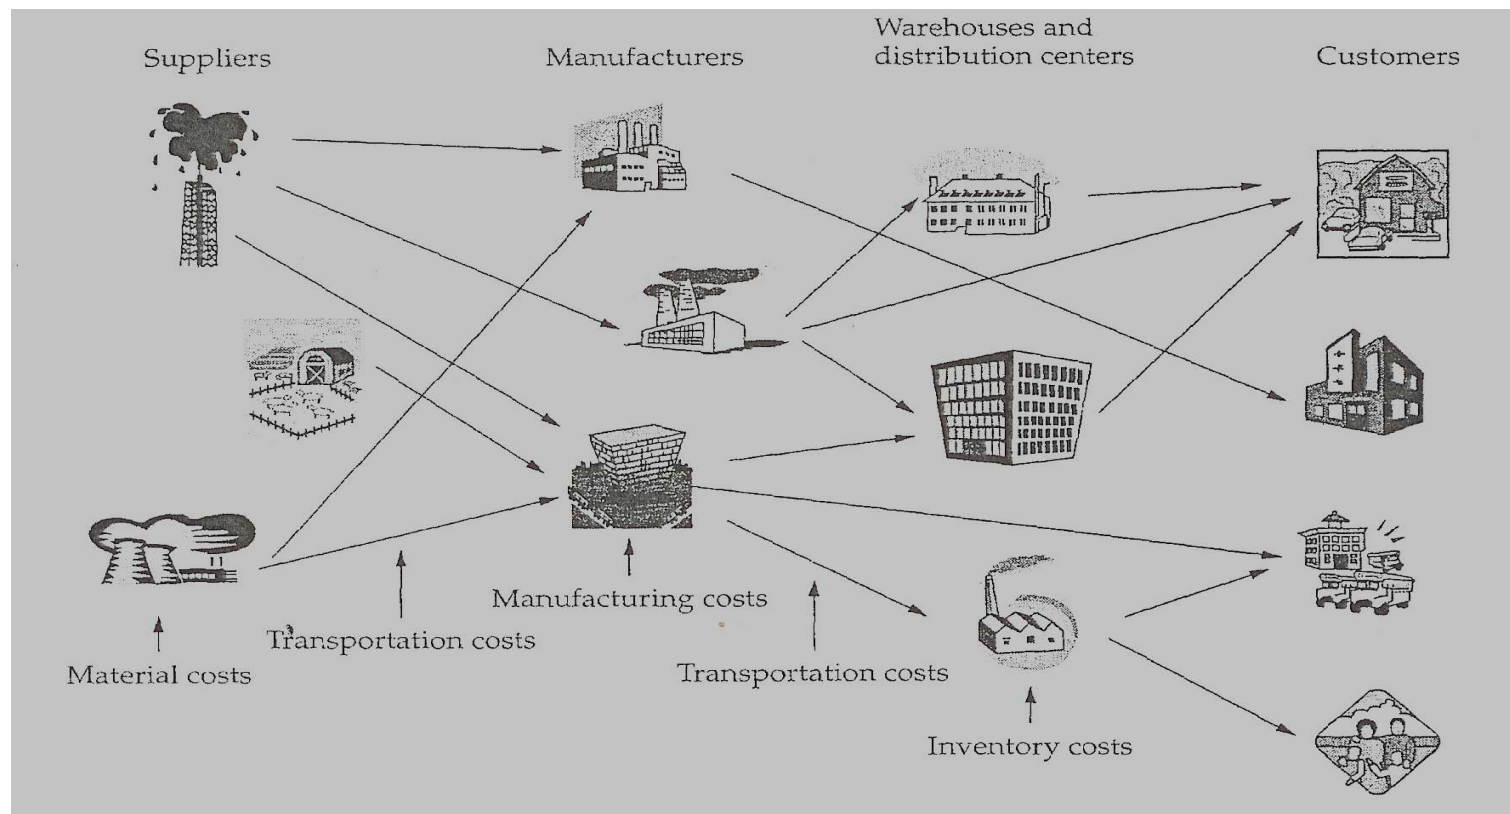 Suppliers
Manufacturers
Warehouses and
distribution centers
Customers
Manufacturing costs
Transportation costs
Material costs
Transportation costs
Inventory costs